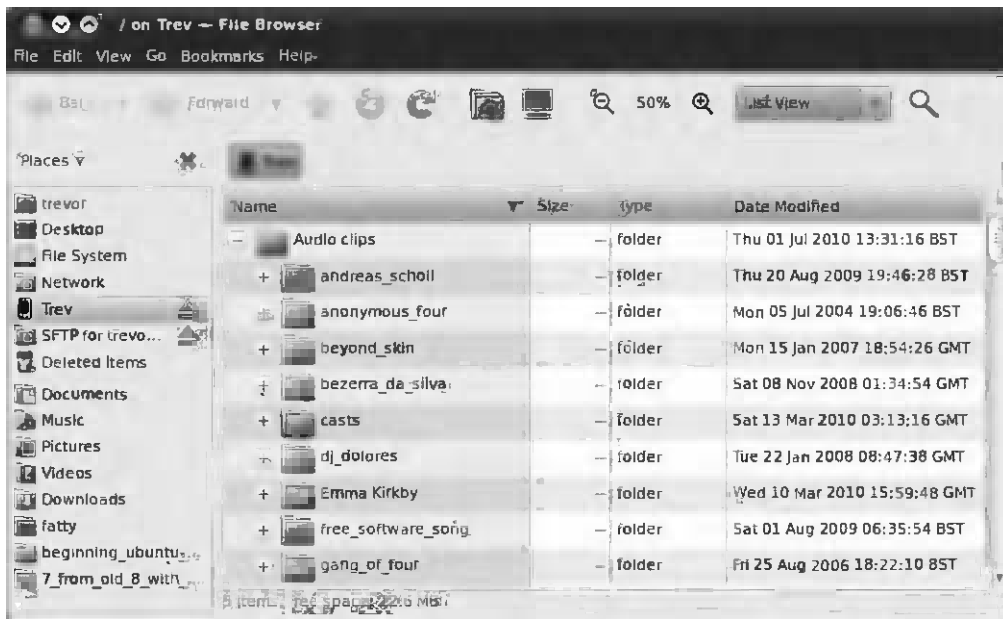 / on Trev — File Browser
File Edit View Go Bookmarks Help
Forward 50% List View
Places
Trev
trevor
Desktop
File System
Network
Trev
SFTP for trevo...
Deleted Items
Documents
Music
Pictures
Videos
Downloads
fatty
beginning_ubuntu...
7_from_old_8_with_...
Name Size Type Date Modified
Audio clips — folder Thu 01 Jul 2010 13:31:16 BST
andreas_scholl — folder Thu 20 Aug 2009 19:46:28 BST
anonymous_four — folder Mon 05 Jul 2004 19:06:46 BST
beyond_skin — folder Mon 15 Jan 2007 18:54:26 GMT
bezerra_da_silva — folder Sat 08 Nov 2008 01:34:54 GMT
casts — folder Sat 13 Mar 2010 03:13:16 GMT
dj_dolores — folder Tue 22 Jan 2008 08:47:38 GMT
Emma Kirkby — folder Wed 10 Mar 2010 15:59:48 GMT
free_software_song — folder Sat 01 Aug 2009 06:35:54 BST
gang_of_four — folder Fri 25 Aug 2006 18:22:10 BST
space: